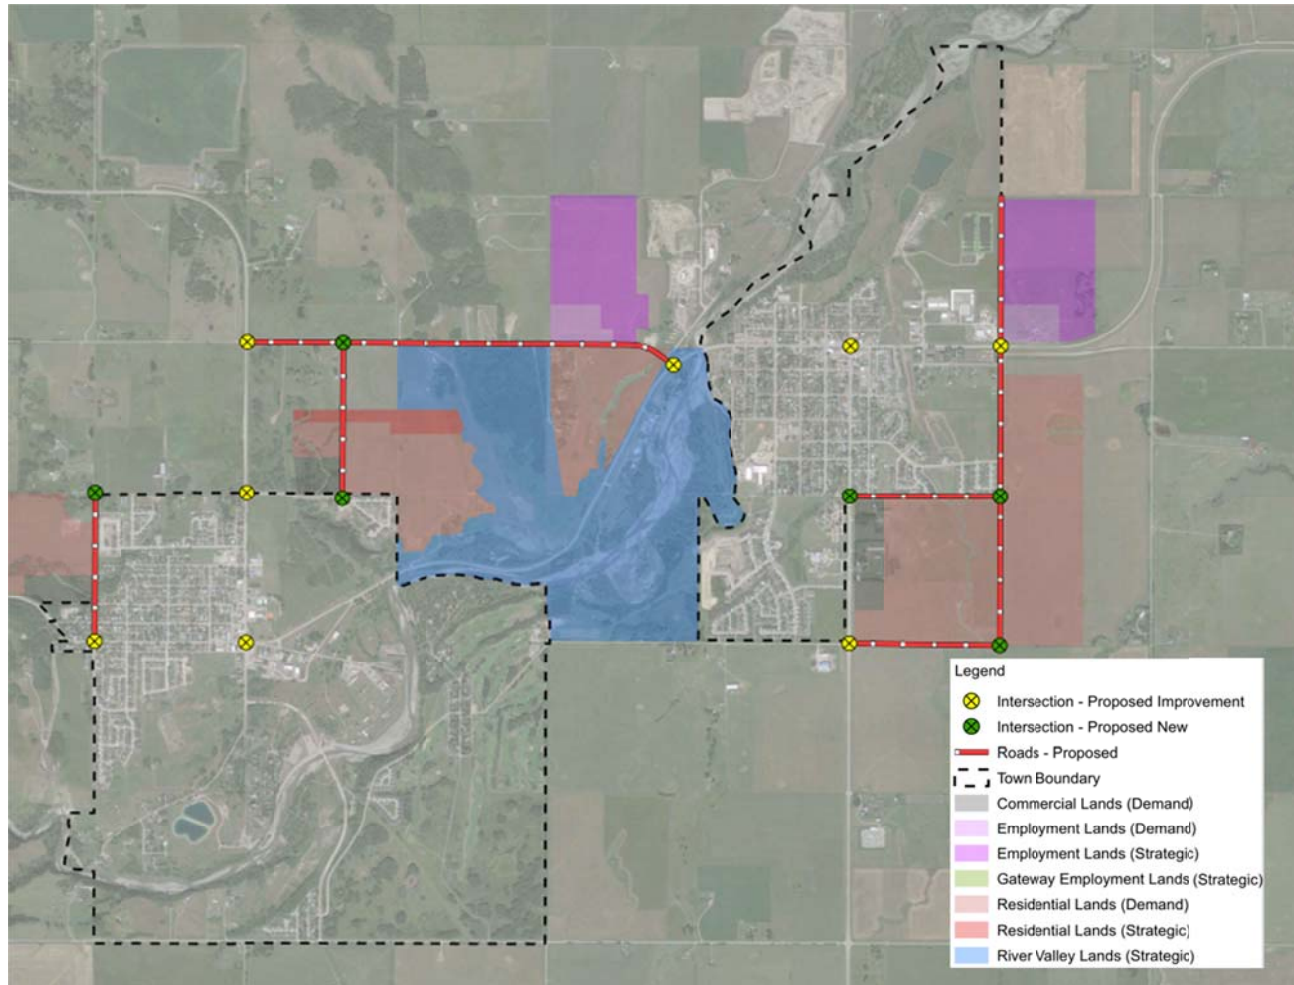 Legend
Intersection - Proposed Improvement
Intersection - Proposed New
Roads - Proposed
Town Boundary
Commercial Lands (Demand)
Employment Lands (Demand)
Employment Lands (Strategic)
Gateway Employment Lands (Strategic)
Residential Lands (Demand)
Residential Lands (Strategic)
River Valley Lands (Strategic)